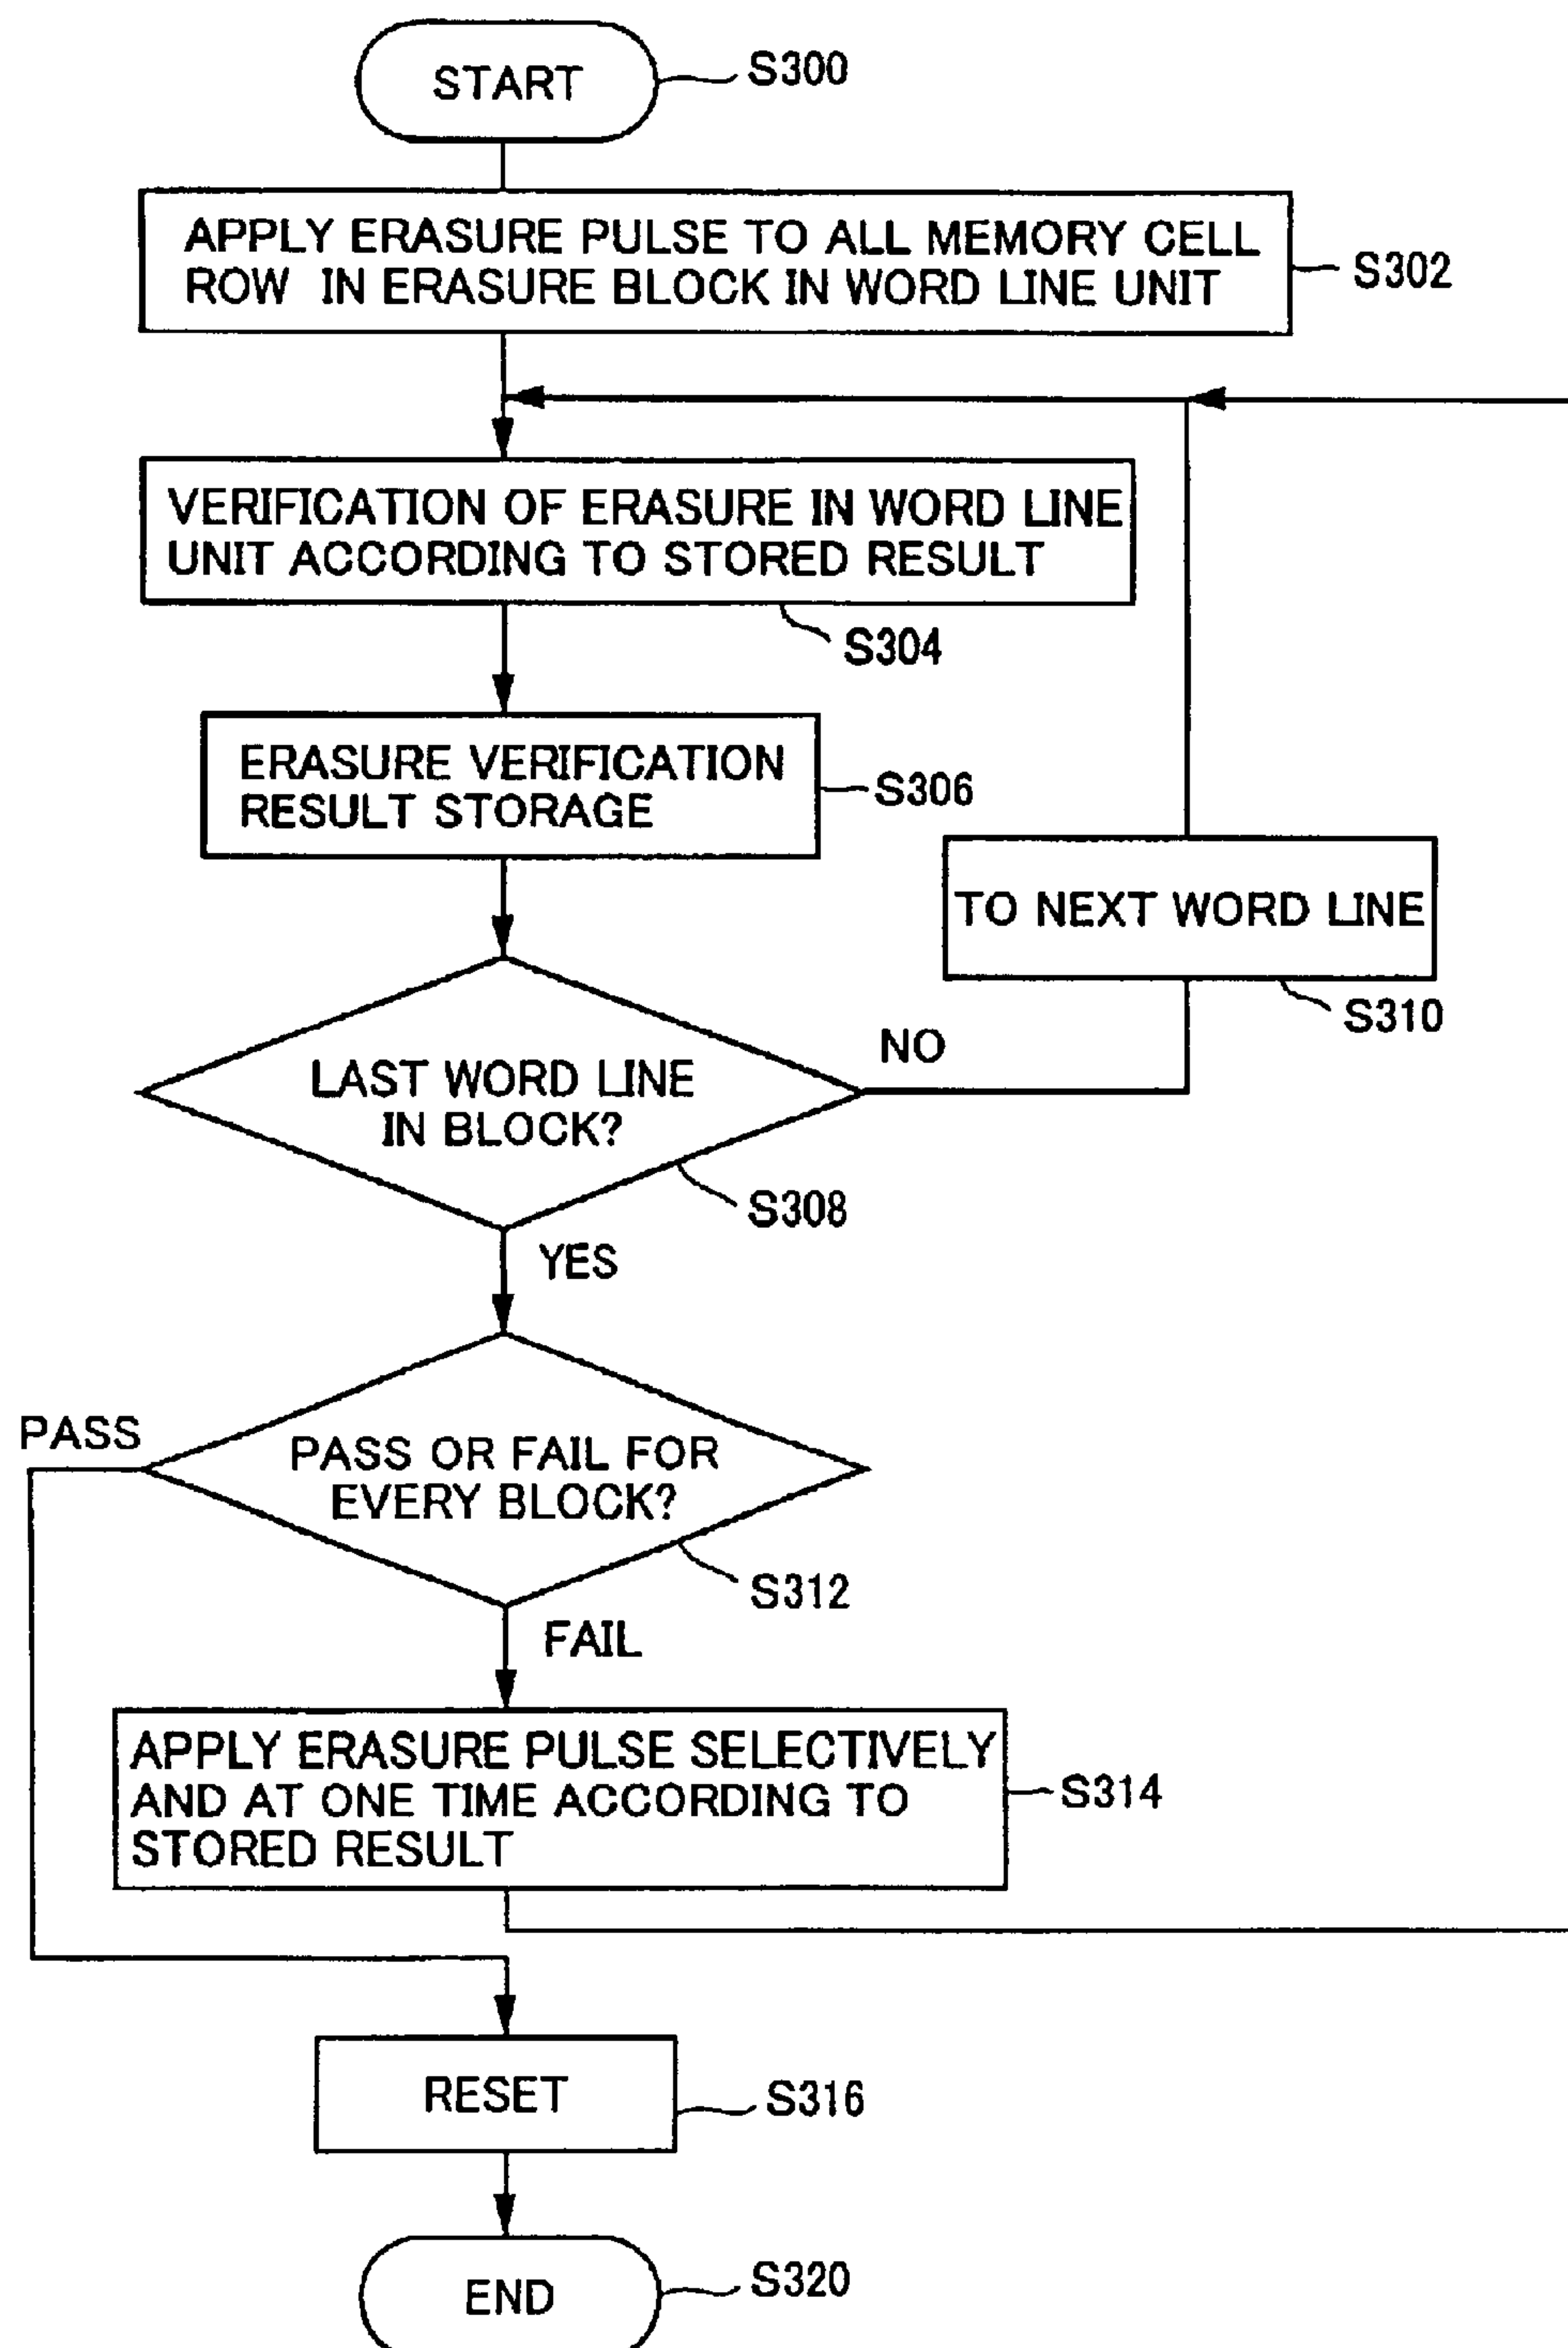 START
S300
APPLY ERASURE PULSE TO ALL MEMORY CELL
ROW IN ERASURE BLOCK IN WORD LINE UNIT
S302
VERIFICATION OF ERASURE IN WORD LINE
UNIT ACCORDING TO STORED RESULT
S304
ERASURE VERIFICATION
RESULT STORAGE
S306
TO NEXT WORD LINE
S310
NO
LAST WORD LINE
IN BLOCK?
S308
YES
PASS
PASS OR FAIL FOR
EVERY BLOCK?
S312
FAIL
APPLY ERASURE PULSE SELECTIVELY
AND AT ONE TIME ACCORDING TO
STORED RESULT
S314
RESET
S316
END
S320